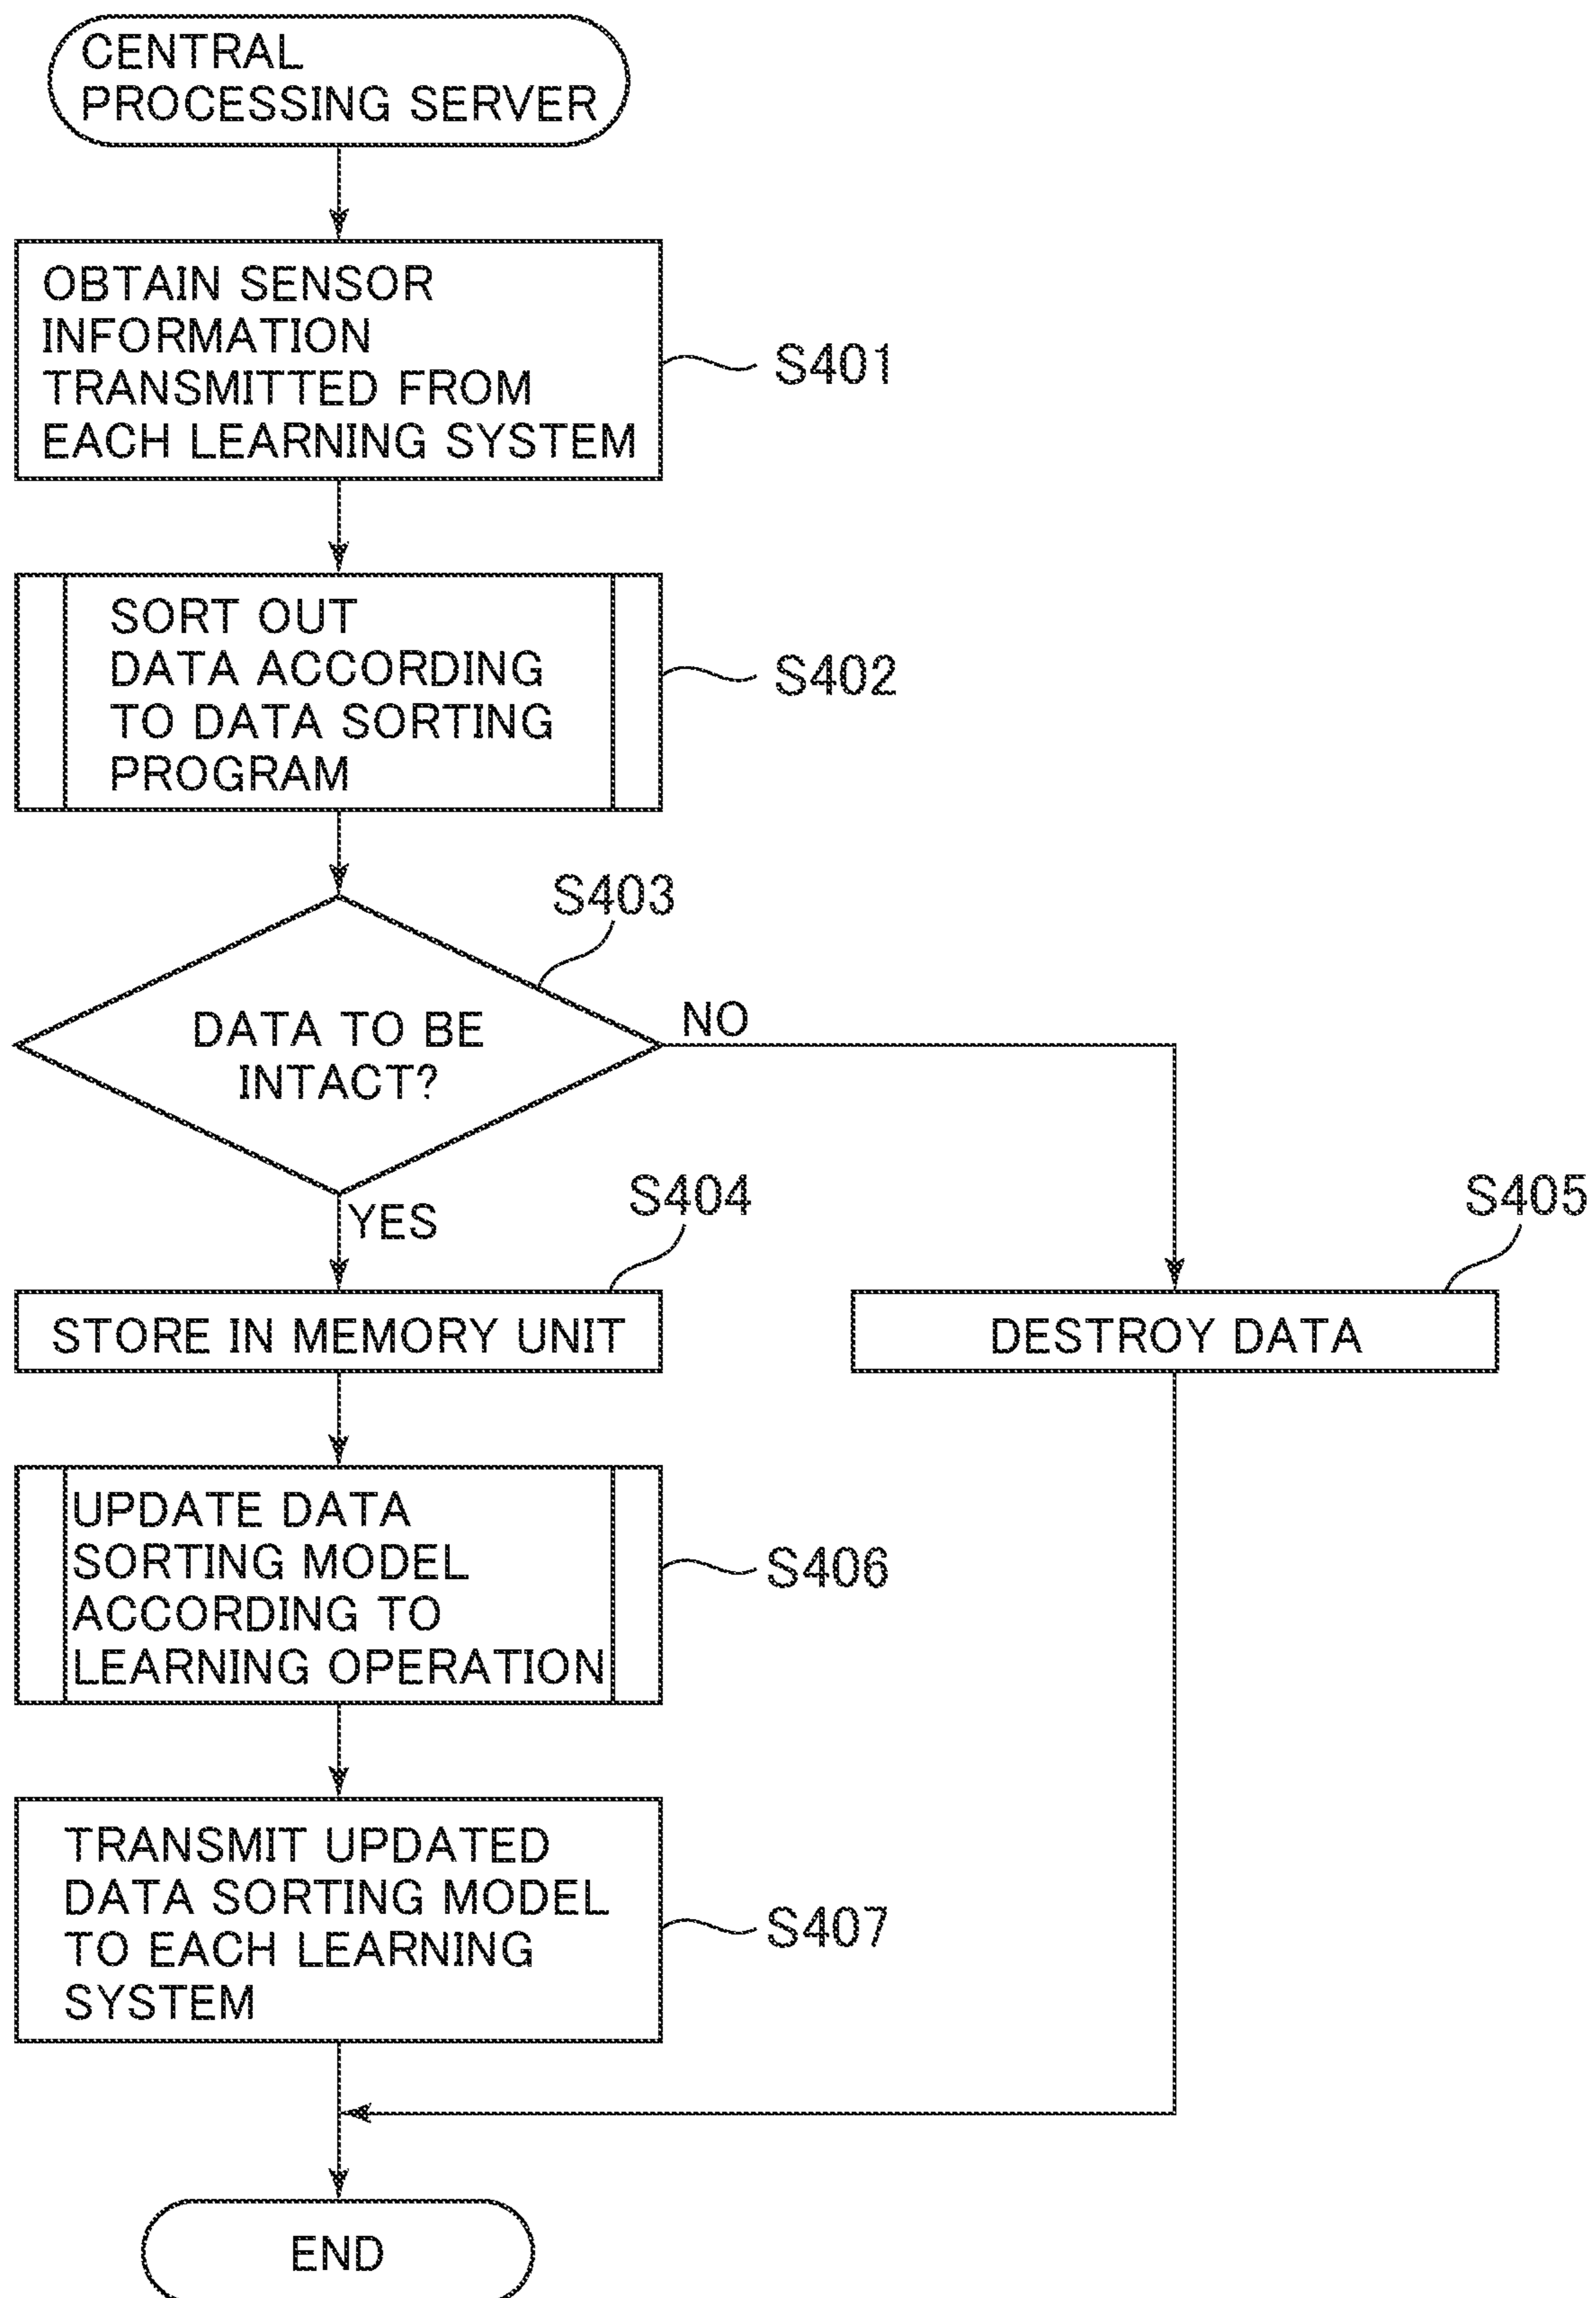 CENTRAL
PROCESSING SERVER
OBTAIN SENSOR
INFORMATION
TRANSMITTED FROM
EACH LEARNING SYSTEM
S401
SORT OUT
DATA ACCORDING
TO DATA SORTING
PROGRAM
S402
S403
DATA TO BE
INTACT?
NO
YES
S404
STORE IN MEMORY UNIT
S405
DESTROY DATA
UPDATE DATA
SORTING MODEL
ACCORDING TO
LEARNING OPERATION
S406
TRANSMIT UPDATED
DATA SORTING MODEL
TO EACH LEARNING
SYSTEM
S407
END